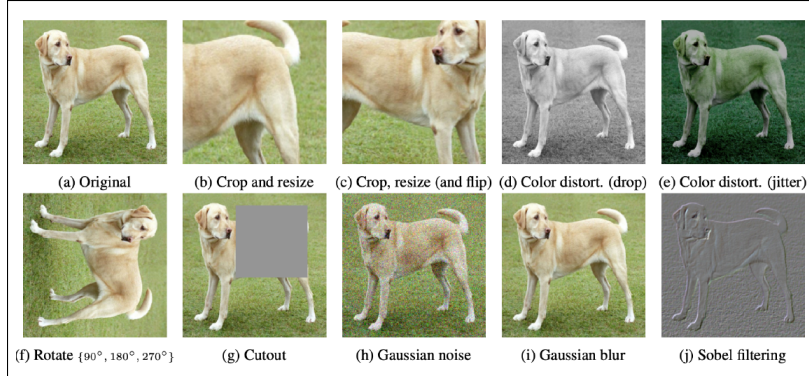 (a) Original (b) Crop and resize (c) Crop, resize (and flip) (d) Color distort. (drop) (e) Color distort. (jitter)
(f) Rotate {90°, 180°, 270°} (g) Cutout (h) Gaussian noise (i) Gaussian blur (j) Sobel filtering